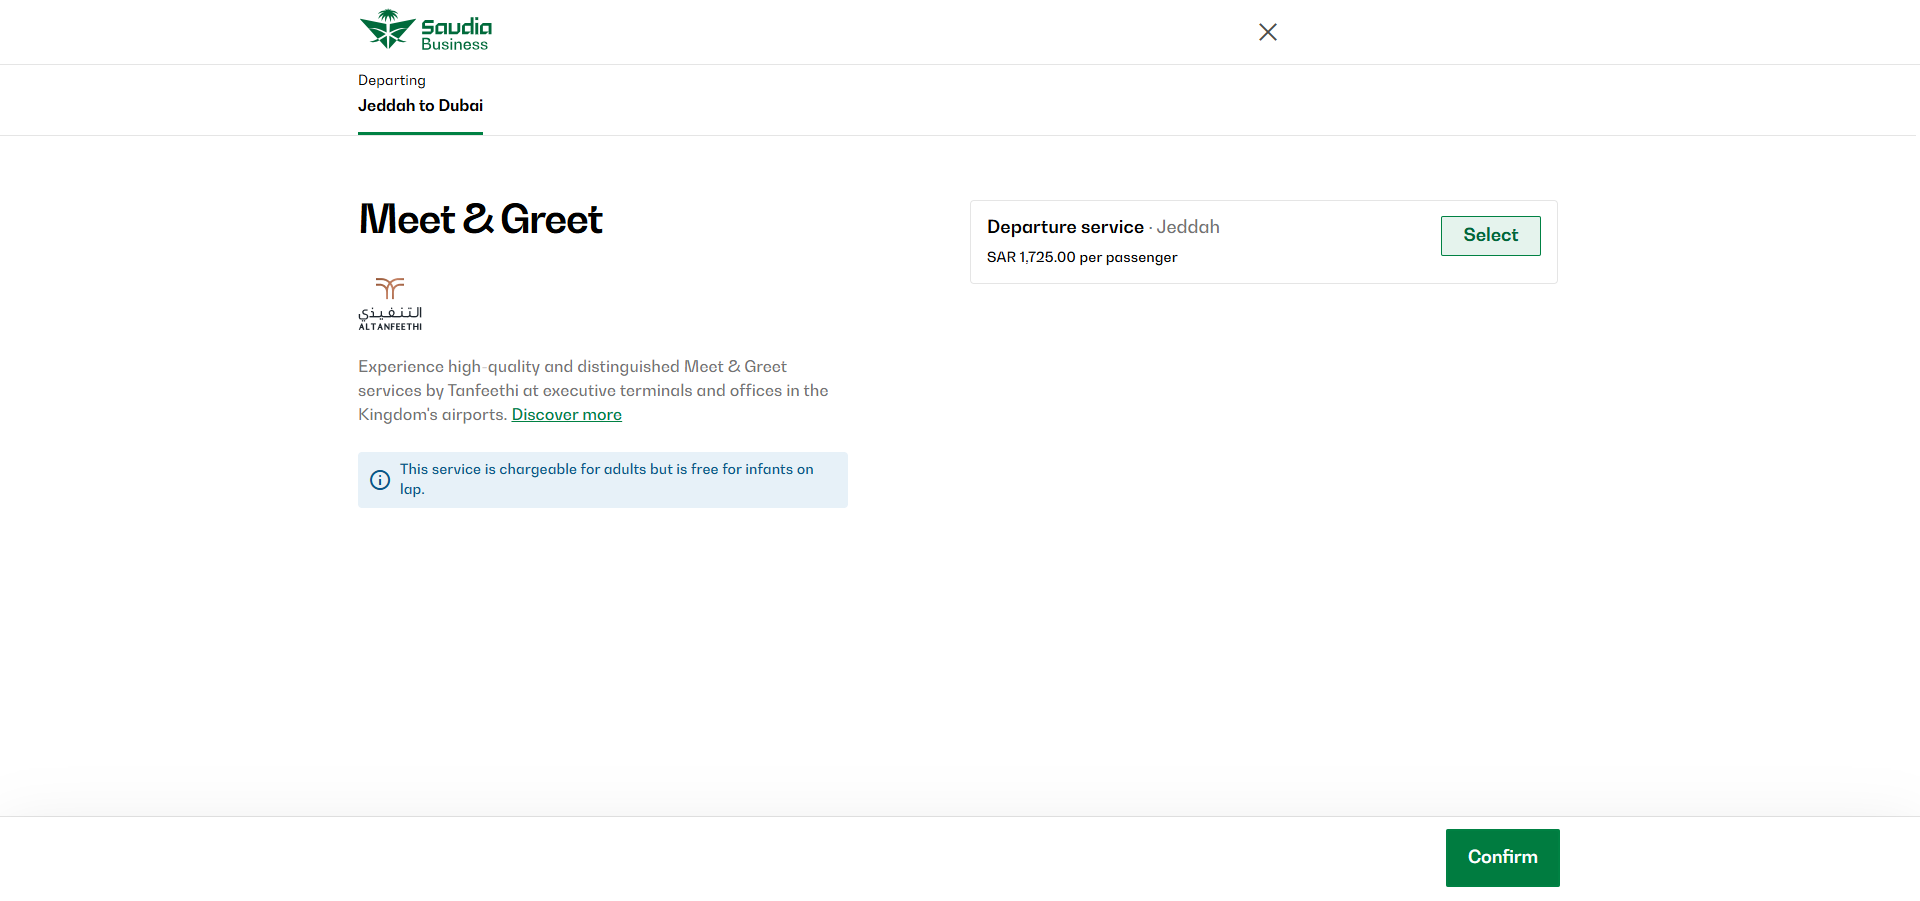 Saudia
Business
Departing
Jeddah to Dubai
Meet & Greet
التنفيذي
ALTANFEETHI
Experience high-quality and distinguished Meet & Greet
services by Tanfeethi at executive terminals and offices in the
Kingdom's airports. Discover more
This service is chargeable for adults but is free for infants on
lap.
Departure service · Jeddah
SAR 1,725.00 per passenger
Select
Confirm